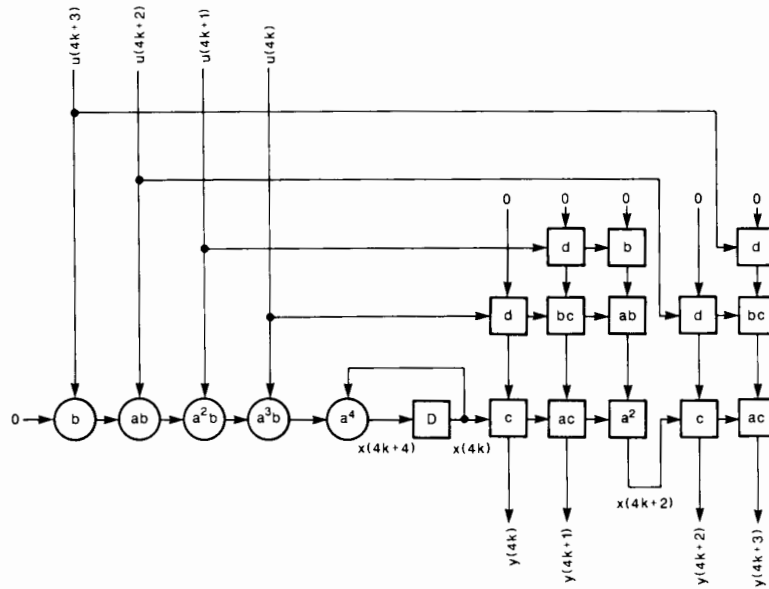 u(4k+3)
u(4k+2)
u(4k+1)
u(4k)
0 0 0 0 0
d b d
d bc ab d bc
0 b ab a²b a³b a⁴ D c ac a² c ac
x(4k+4) x(4k)
x(4k+2)
y(4k)
y(4k+1)
y(4k+2)
y(4k+3)